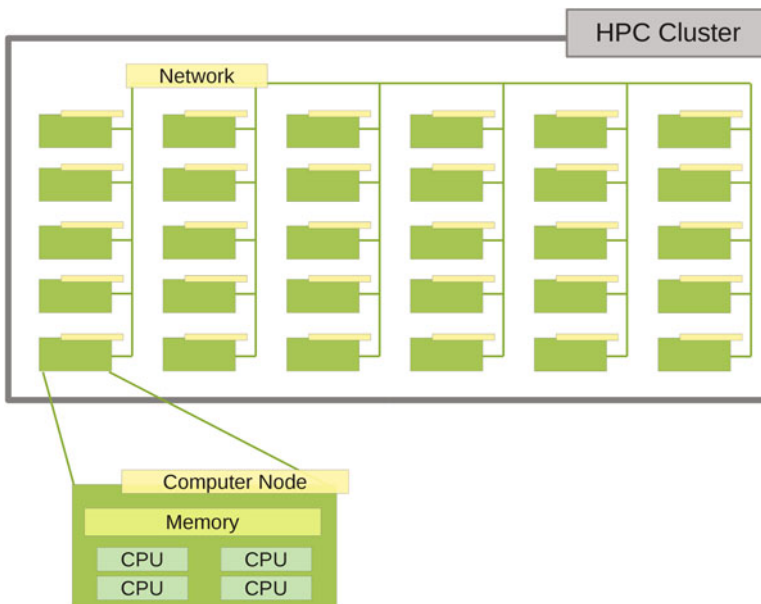 HPC Cluster
Network
Computer Node
Memory
CPU CPU
CPU CPU